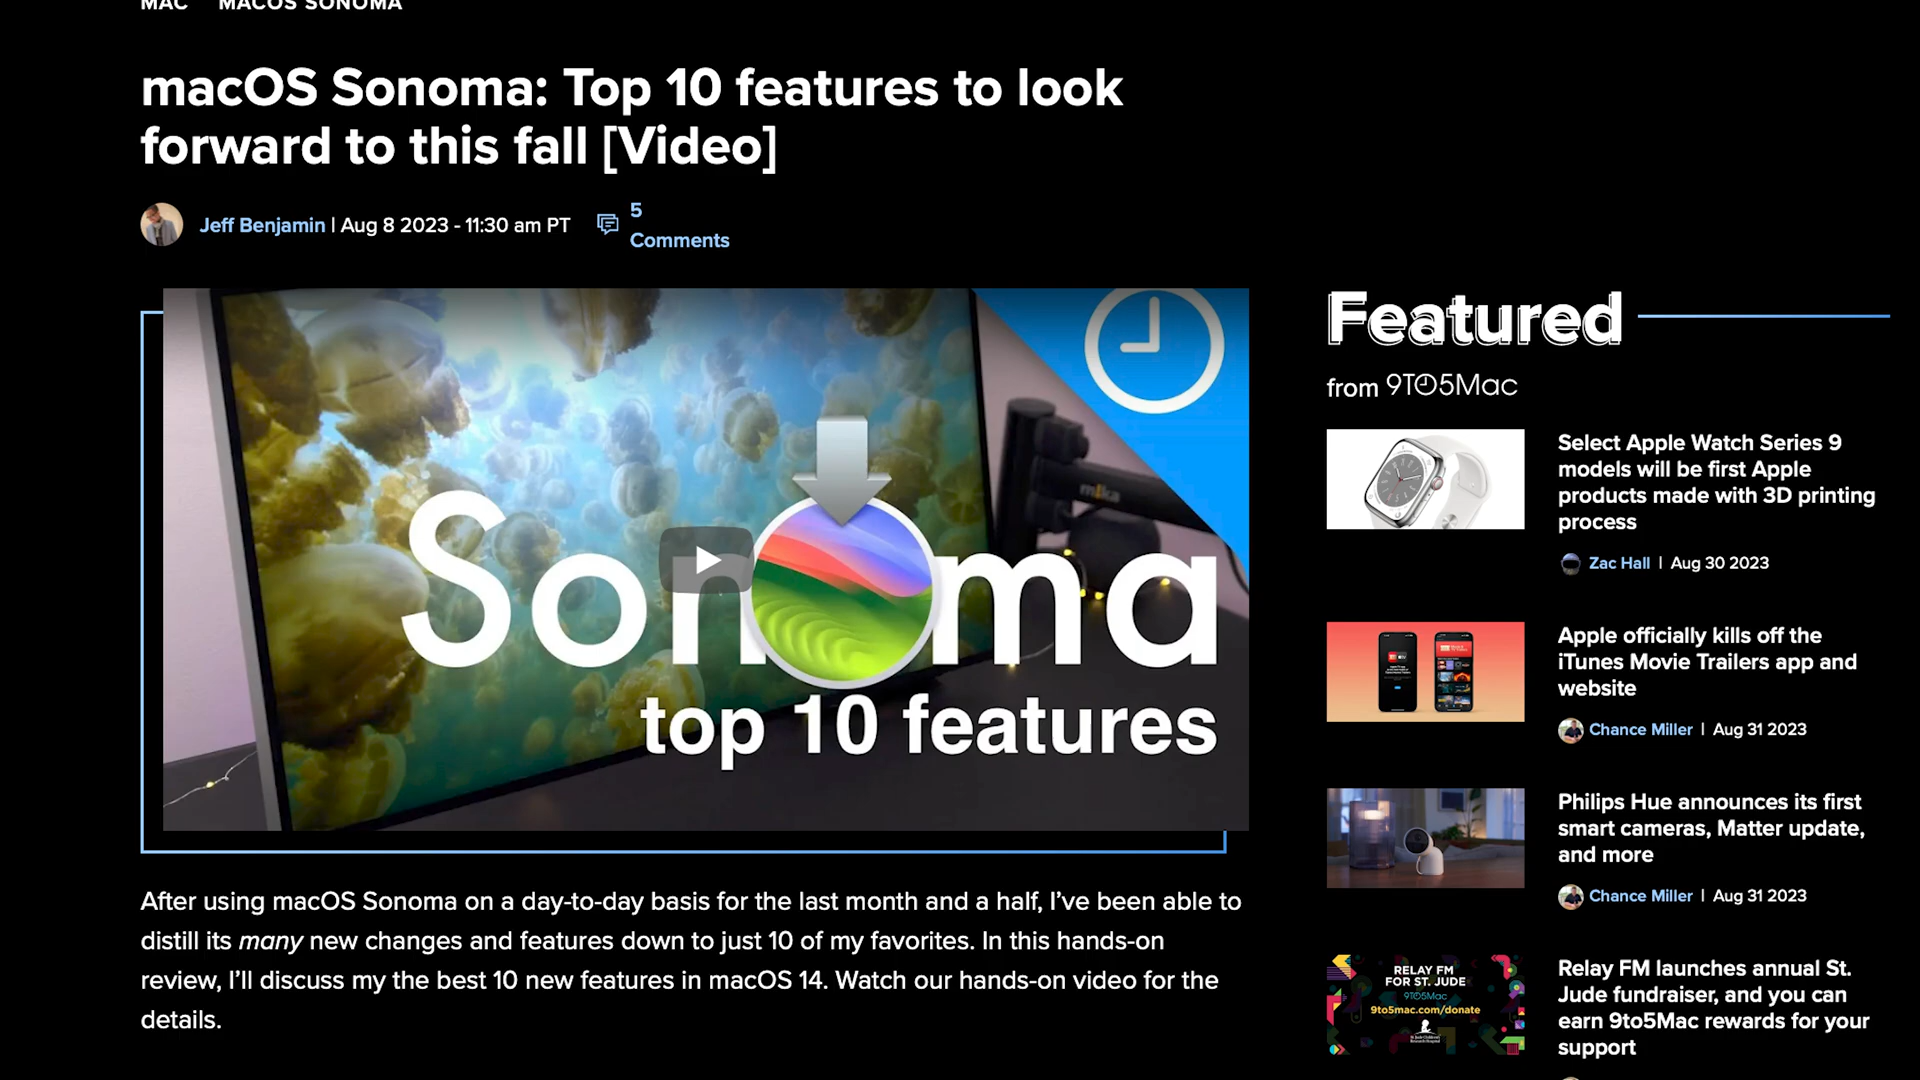 MAC MACOS SONOMA
macOS Sonoma: Top 10 features to look
forward to this fall [Video]
Jeff Benjamin | Aug 8 2023 - 11:30 am PT
5
Comments
Sonoma
top 10 features
After using macOS Sonoma on a day-to-day basis for the last month and a half, I've been able to
distill its many new changes and features down to just 10 of my favorites. In this hands-on
review, I'll discuss my the best 10 new features in macOS 14. Watch our hands-on video for the
details.
Featured
from 9TO5Mac
Select Apple Watch Series 9
models will be first Apple
products made with 3D printing
process
Zac Hall | Aug 30 2023
Apple officially kills off the
iTunes Movie Trailers app and
website
Chance Miller | Aug 31 2023
Philips Hue announces its first
smart cameras, Matter update,
and more
Chance Miller | Aug 31 2023
RELAY FM
FOR ST. JUDE
9TO5Mac
9to5mac.com/donate
Relay FM launches annual St.
Jude fundraiser, and you can
earn 9to5Mac rewards for your
support